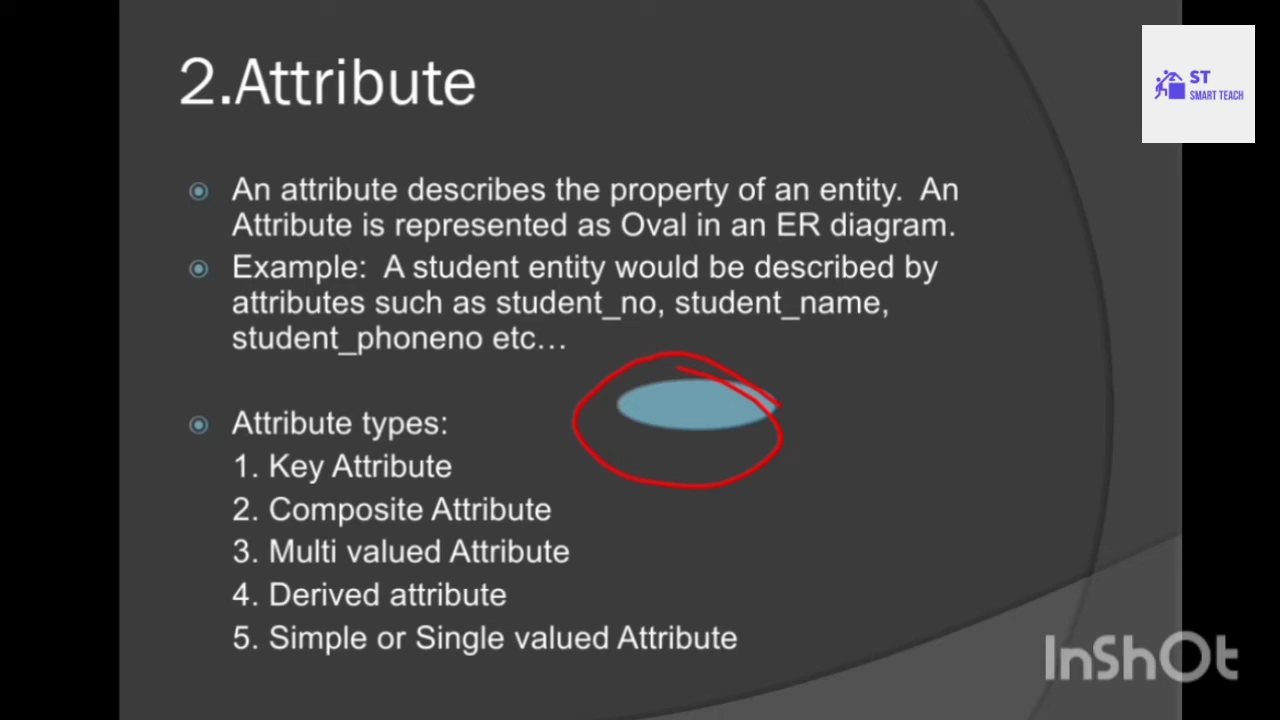 2.Attribute
ST
SMART TEACH
An attribute describes the property of an entity. An
Attribute is represented as Oval in an ER diagram.
Example: A student entity would be described by
attributes such as student_no, student_name,
student_phoneno etc…
Attribute types:
1. Key Attribute
2. Composite Attribute
3. Multi valued Attribute
4. Derived attribute
5. Simple or Single valued Attribute
InShOt